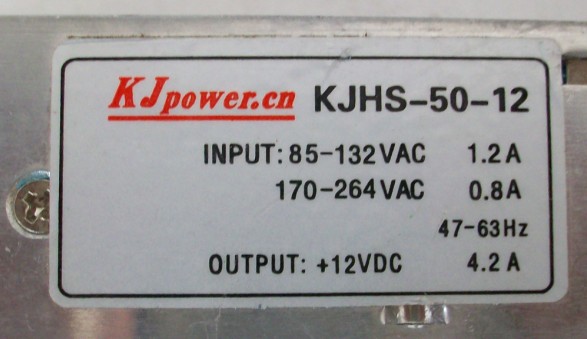 KJpower.cn KJHS-50-12
INPUT: 85-132VAC 1.2A
170-264VAC 0.8A
47-63Hz
OUTPUT: +12VDC 4.2A